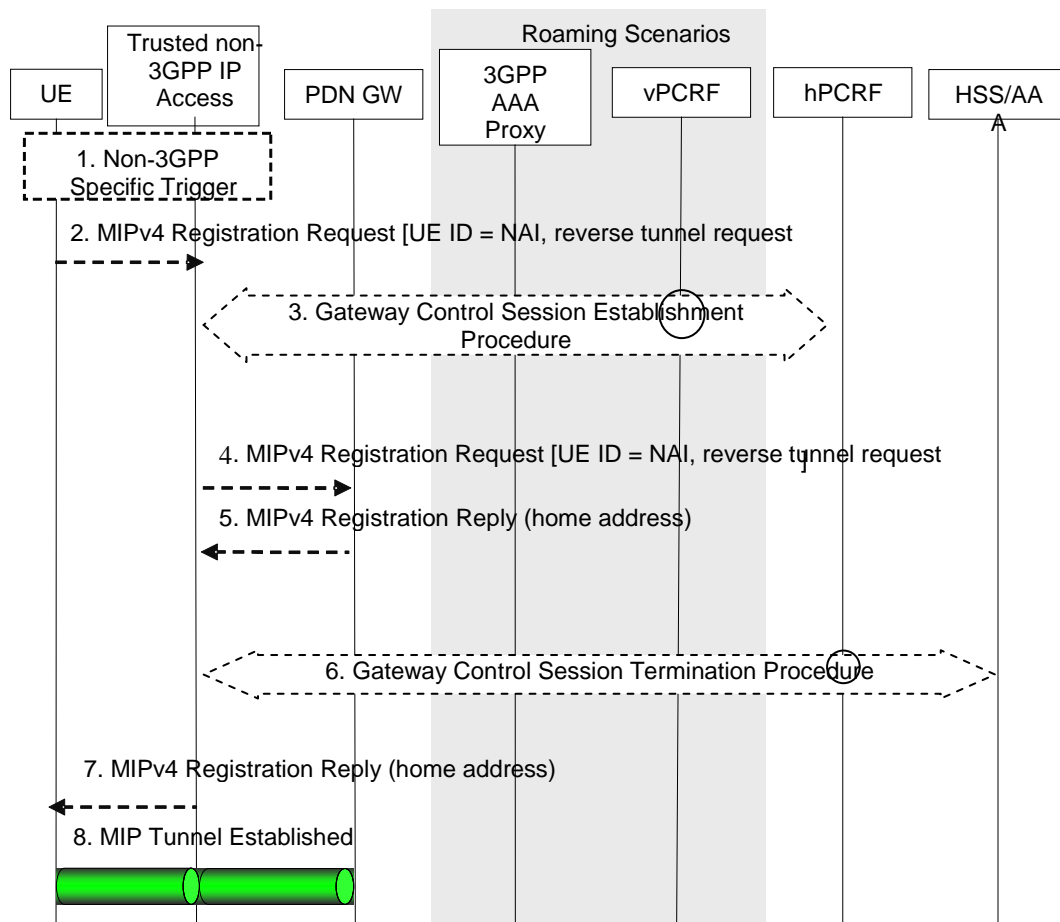 Roaming Scenarios
UE
Trusted non-
3GPP IP
Access
PDN GW
3GPP
AAA
Proxy
vPCRF
hPCRF
HSS/AA
A
1. Non-3GPP
Specific Trigger
2. MIPv4 Registration Request [UE ID = NAI, reverse tunnel request
3. Gateway Control Session Establishment
Procedure
4. MIPv4 Registration Request [UE ID = NAI, reverse tunnel request
]
5. MIPv4 Registration Reply (home address)
6. Gateway Control Session Termination Procedure
7. MIPv4 Registration Reply (home address)
8. MIP Tunnel Established